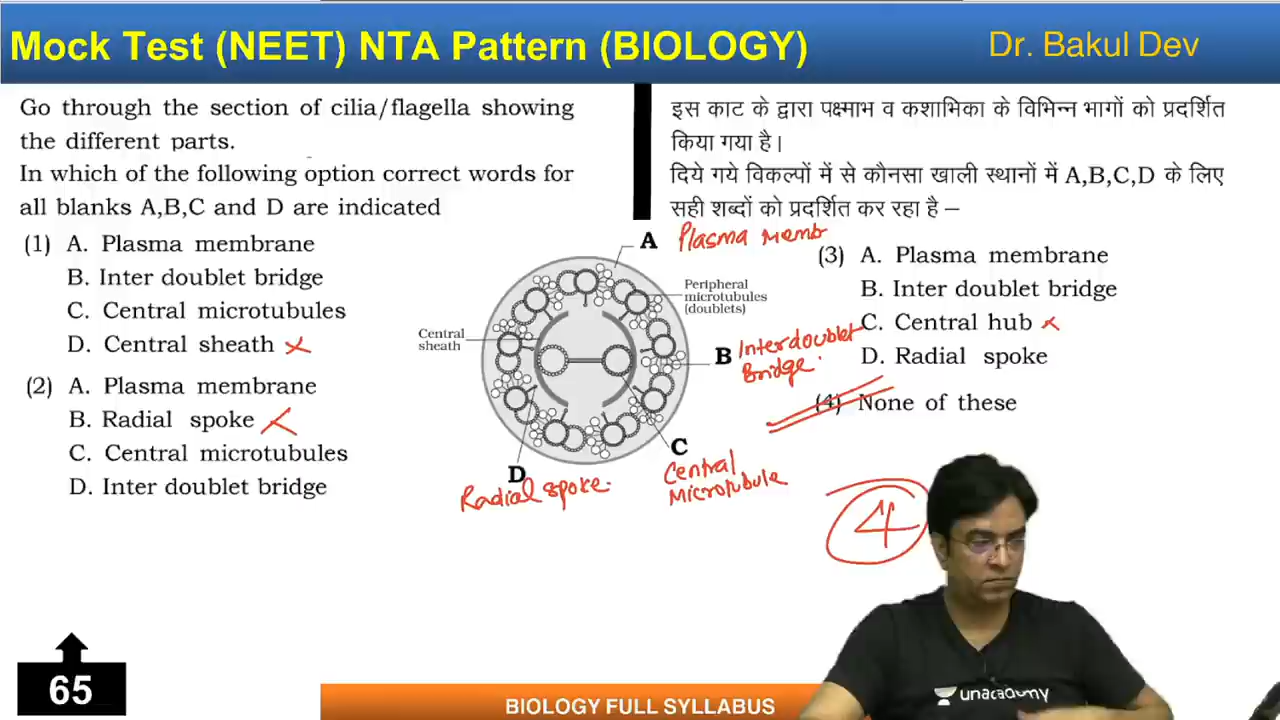 Mock Test (NEET) NTA Pattern (BIOLOGY)
Dr. Bakul Dev
Go through the section of cilia/flagella showing
the different parts.
In which of the following option correct words for
all blanks A,B,C and D are indicated
(1) A. Plasma membrane
B. Inter doublet bridge
C. Central microtubules
D. Central sheath
(2) A. Plasma membrane
B. Radial spoke
C. Central microtubules
D. Inter doublet bridge
इस काट के द्वारा पक्ष्माभ व कशाभिका के विभिन्न भागों को प्रदर्शित
किया गया है।
दिये गये विकल्पों में से कौनसा खाली स्थानों में A,B,C,D के लिए
सही शब्दों को प्रदर्शित कर रहा है –
A Plasma Memb
Peripheral
microtubules
(doublets)
Central
sheath
B Interdoublet
Bridge.
C
Central
Microtubule
D
Radial spoke.
(3) A. Plasma membrane
B. Inter doublet bridge
C. Central hub
D. Radial spoke
(4) None of these
4
unacademy
65
BIOLOGY FULL SYLLABUS